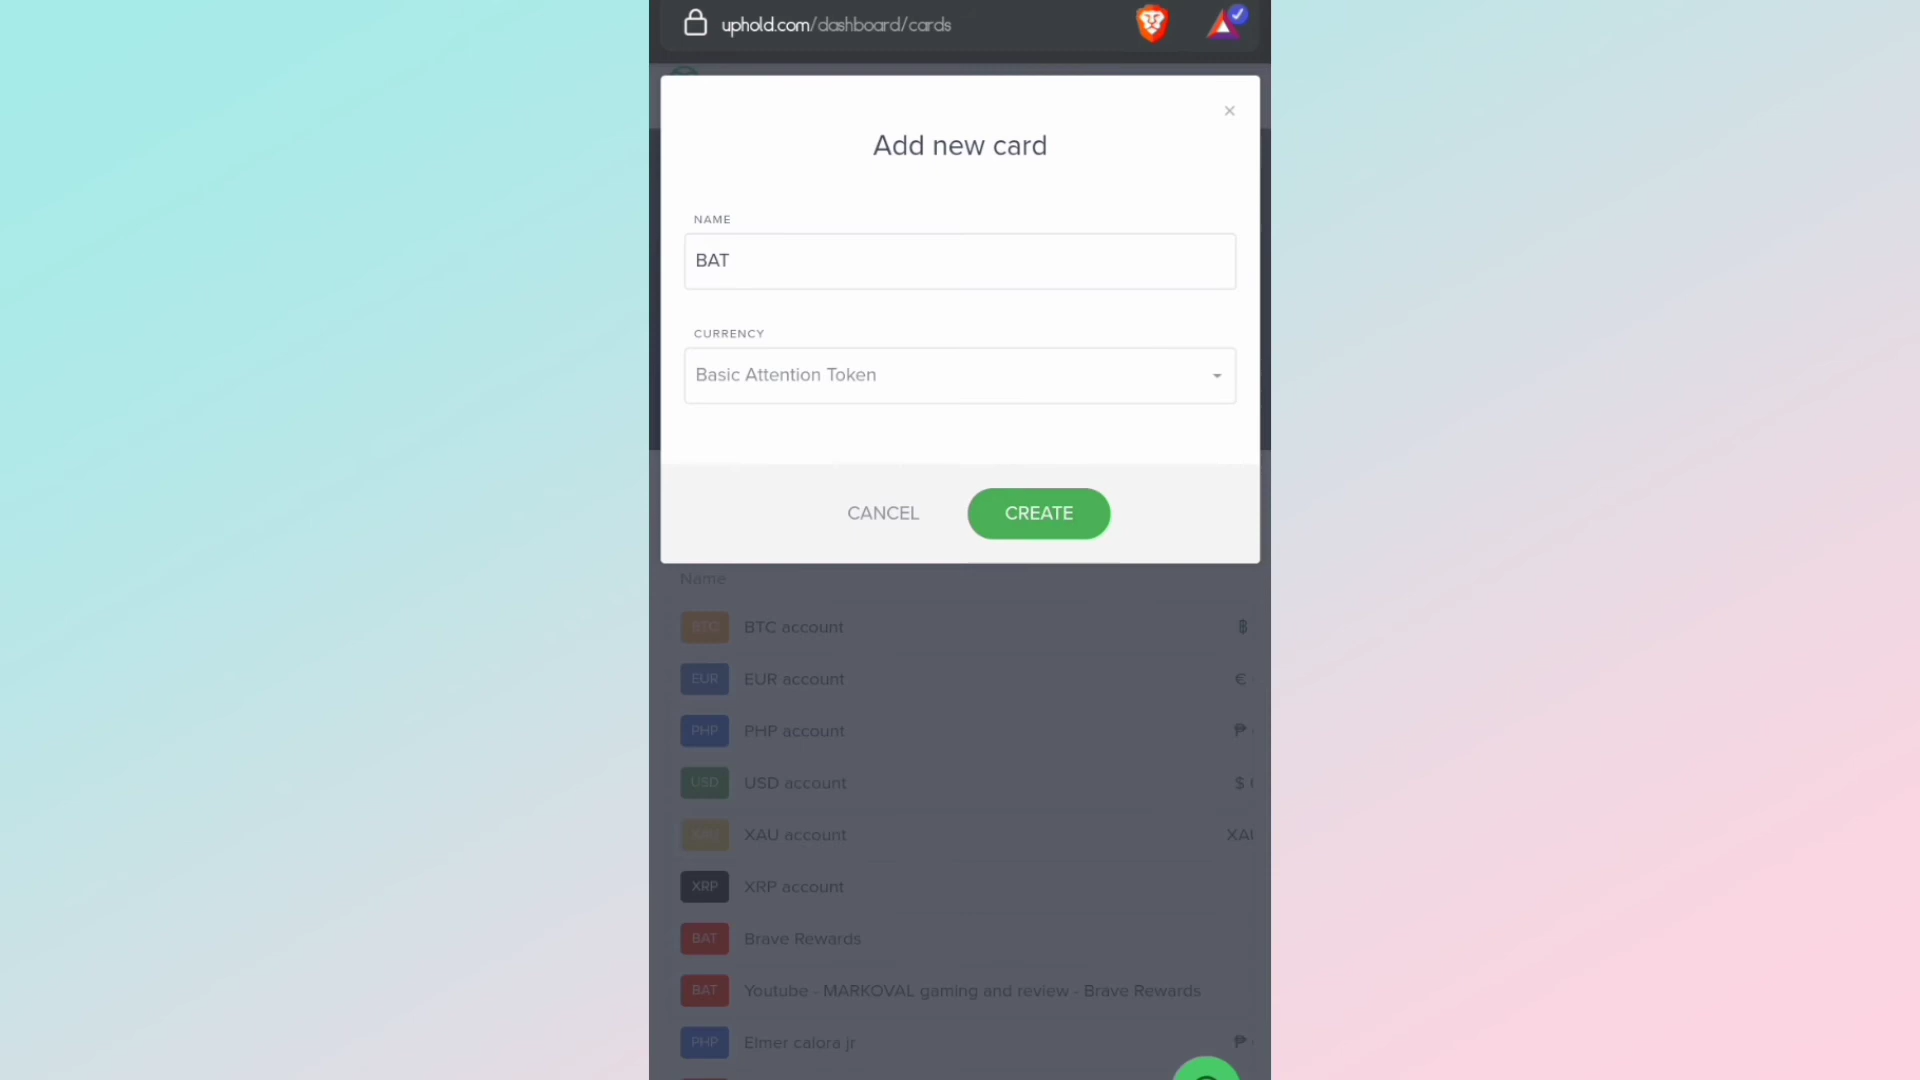 uphold.com/dashboard/cards
×
Add new card
NAME
BAT
CURRENCY
Basic Attention Token
CANCEL CREATE
Name
BTC BTC account ₿
EUR EUR account €
PHP PHP account ₱
USD USD account $
XAU XAU account
XRP XRP account
BAT Brave Rewards
BAT Youtube - MARKOVAL gaming and review - Brave Rewards
PHP Elmer calora jr ₱